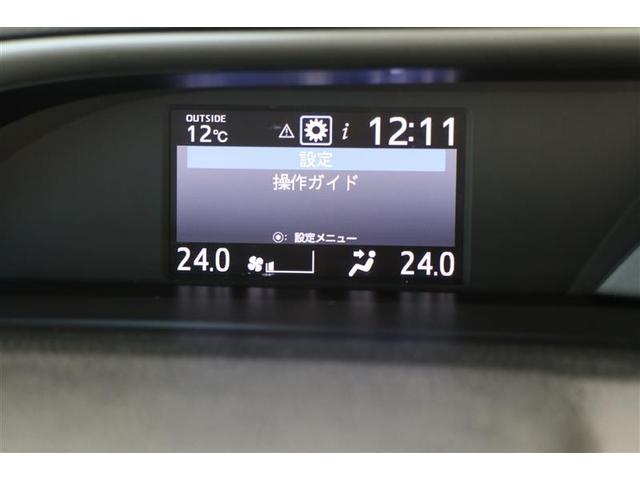 OUTSIDE
12℃ i 12:11
設定
操作ガイド
◉: 設定メニュー
24.0 24.0